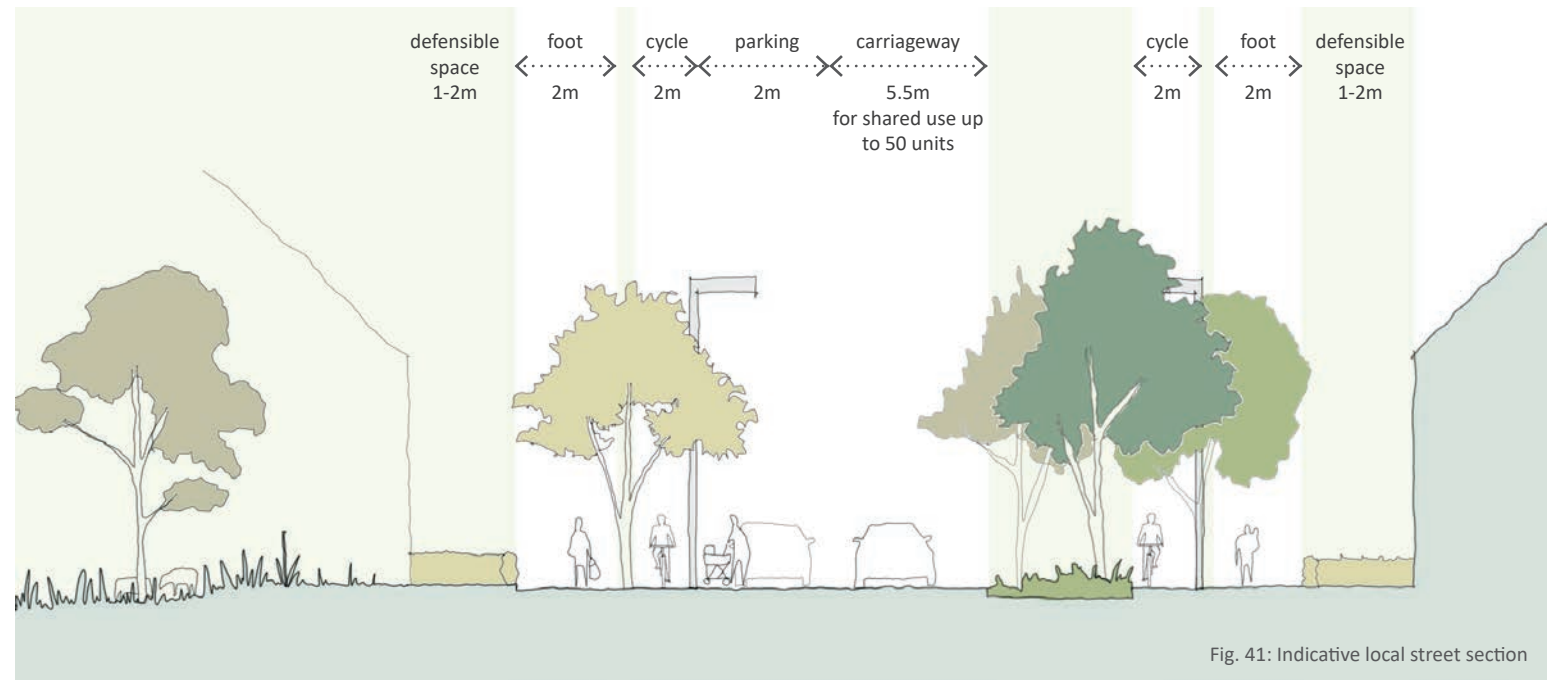 defensible
space
1-2m
foot
2m
cycle
2m
parking
2m
carriageway
5.5m
for shared use up
to 50 units
cycle
2m
foot
2m
defensible
space
1-2m
Fig. 41: Indicative local street section